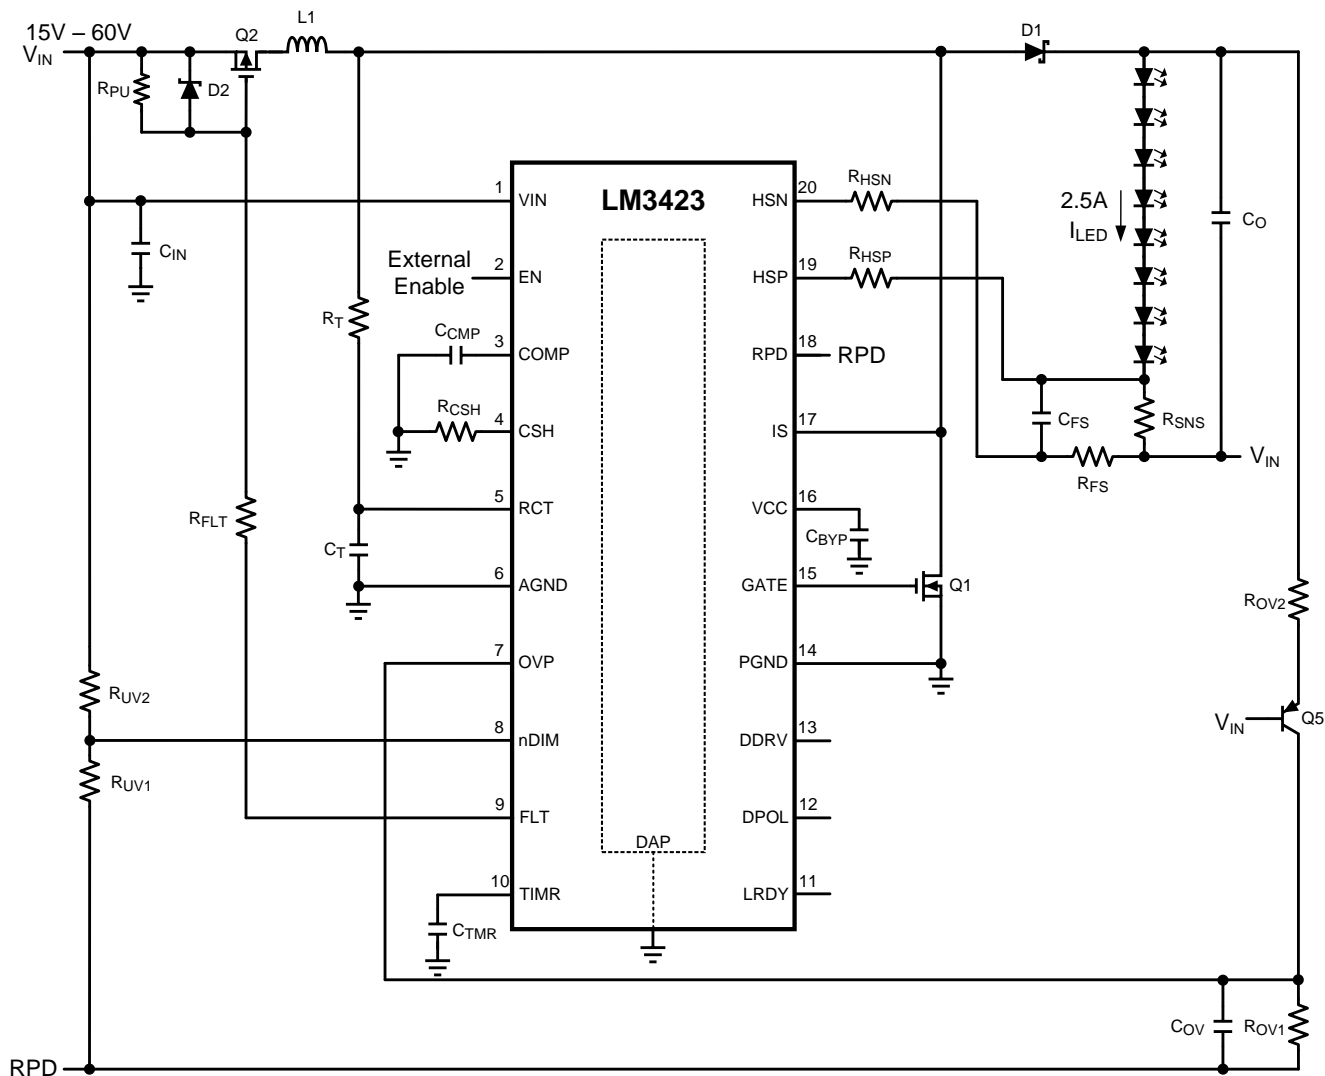 15V – 60V
VIN
Q2
L1
D1
RPU
D2
LM3423
1 VIN
HSN 20
RHSN
CIN
External
Enable
2 EN
HSP 19
RHSP
2.5A
ILED
CO
RT
CCMP
3 COMP
RPD 18
RPD
RCSH
4 CSH
IS 17
CFS
RSNS
RFS
VIN
RFLT
5 RCT
VCC 16
CBYP
CT
6 AGND
GATE 15
Q1
ROV2
7 OVP
PGND 14
RUV2
8 nDIM
DDRV 13
VIN
Q5
RUV1
9 FLT
DPOL 12
DAP
10 TIMR
LRDY 11
CTMR
COV
ROV1
RPD